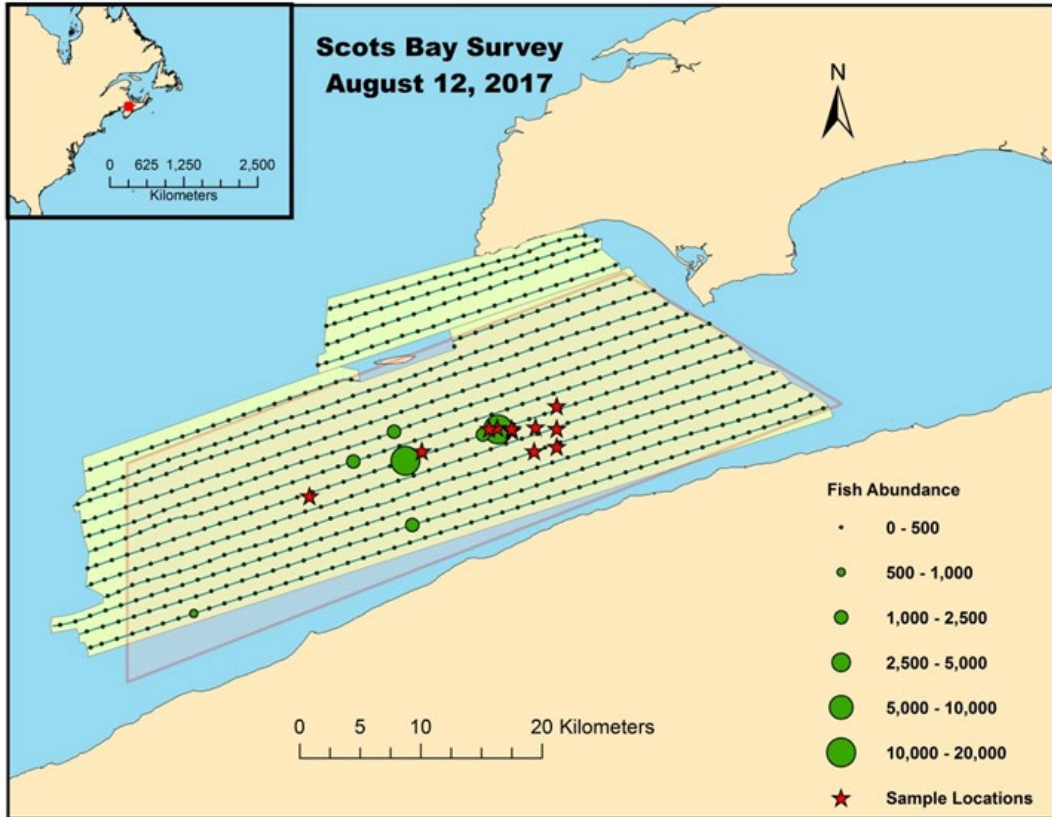 Scots Bay Survey
August 12, 2017
N
0 625 1,250 2,500
Kilometers
Fish Abundance
0 - 500
500 - 1,000
1,000 - 2,500
2,500 - 5,000
5,000 - 10,000
10,000 - 20,000
Sample Locations
0 5 10 20 Kilometers